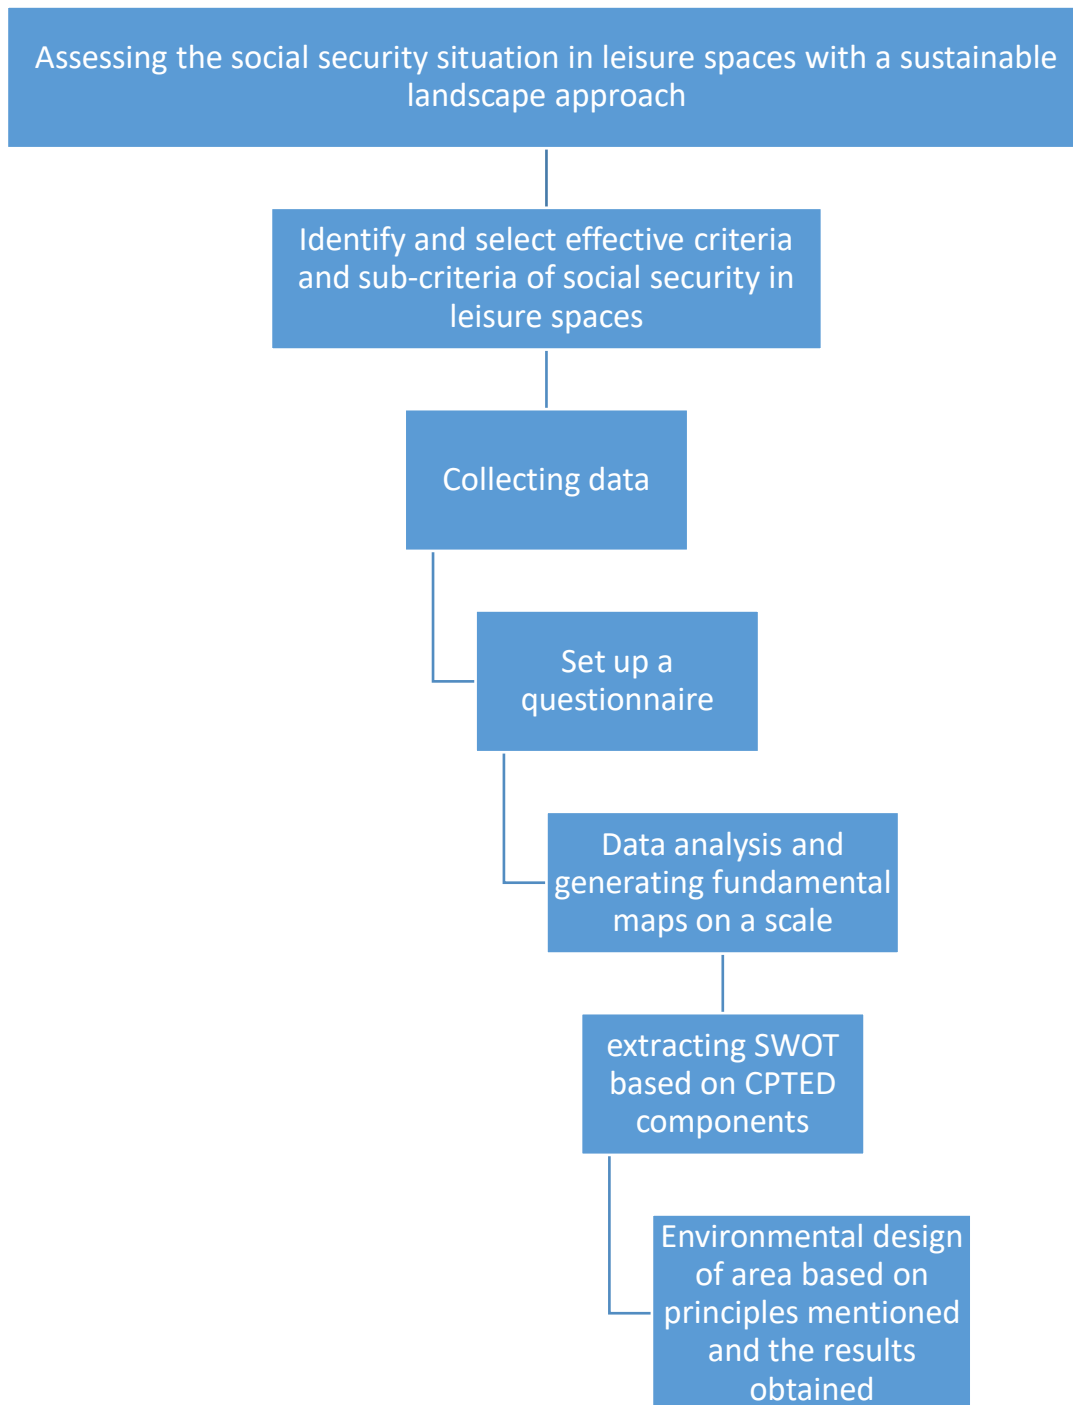 Assessing the social security situation in leisure spaces with a sustainable
landscape approach
Identify and select effective criteria
and sub-criteria of social security in
leisure spaces
Collecting data
Set up a
questionnaire
Data analysis and
generating fundamental
maps on a scale
extracting SWOT
based on CPTED
components
Environmental design
of area based on
principles mentioned
and the results
obtained